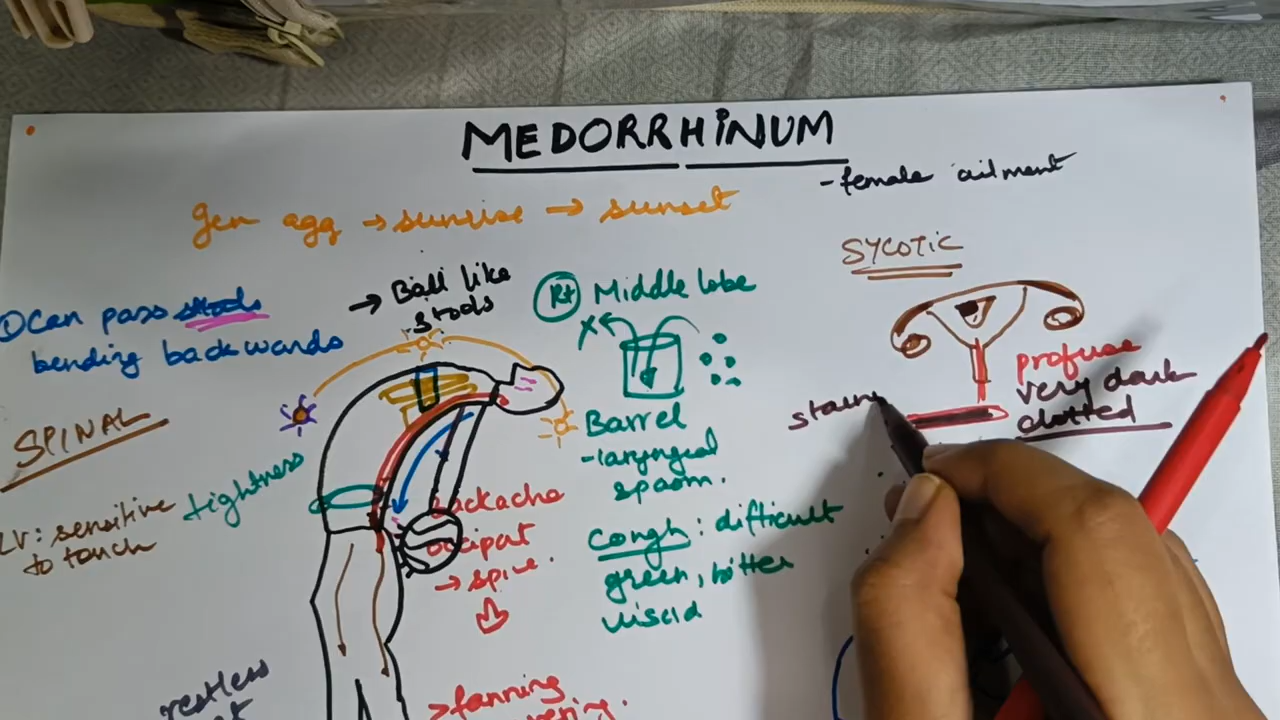 MEDORRHINUM
- female ailment
gen agg → sunrise → sunset
SYCOTIC
→ Ball like
stools
① Can pass stools
bending backwards
Rt Middle lobe
X
Barrel
- laryngeal
spasm.
profuse
very dark
clotted
SPINAL
tightness
LV: sensitive
to touch
backache
occiput
→ spine.
Cough : difficult
green, bitter
viscid
restless
> fanning